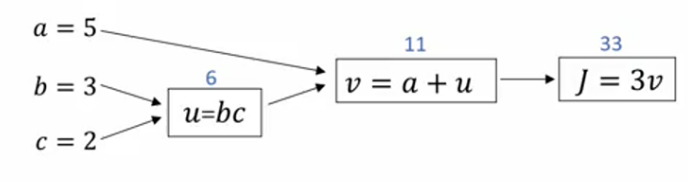 a = 5
b = 3
c = 2
6
u=bc
11
v = a + u
33
J = 3v